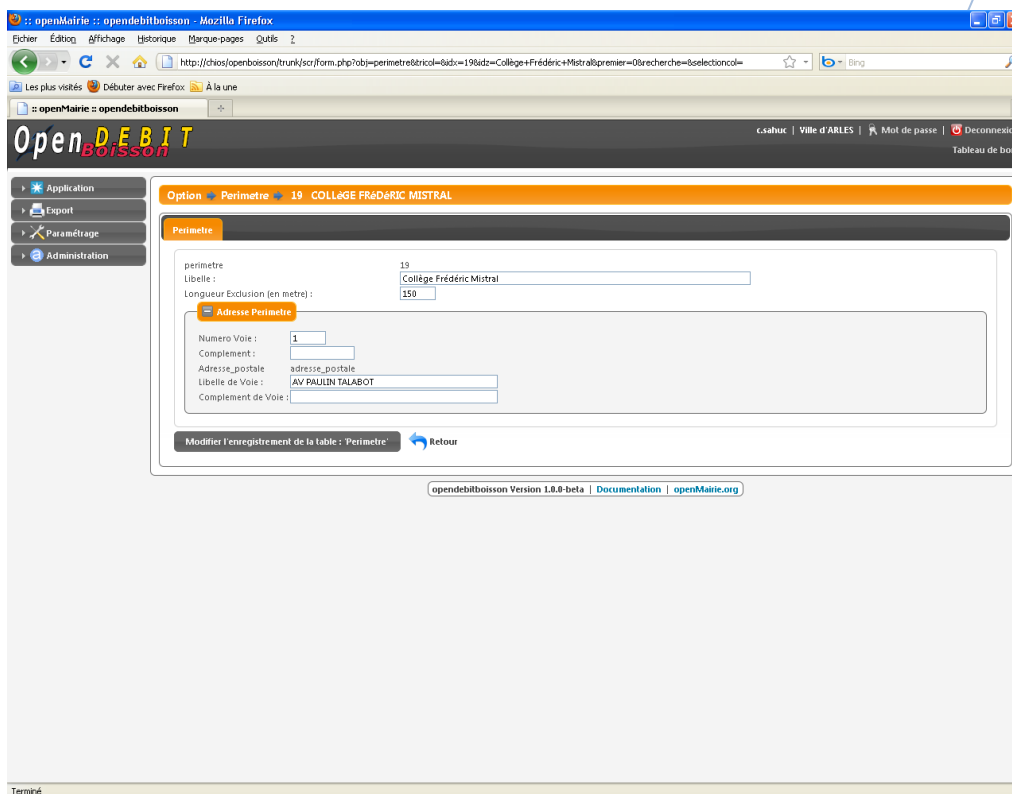 :: openMairie :: opendebitboisson - Mozilla Firefox
Fichier Édition Affichage Historique Marque-pages Outils ?
http://chios/openboisson/trunk/scr/form.php?obj=perimetre&tricol=&idx=19&idz=Collège+Frédéric+Mistral&premier=0&recherche=&selectioncol=
Bing
Les plus visités Débuter avec Firefox À la une
:: openMairie :: opendebitboisson
Open DEBIT Boisson
c.sahuc | Ville d'ARLES | Mot de passe | Deconnexio
Tableau de bo
Application
Export
Paramétrage
Administration
Option Perimetre 19 COLLèGE FRéDéRIC MISTRAL
Perimetre
perimetre 19
Libelle : Collège Frédéric Mistral
Longueur Exclusion (en metre) : 150
Adresse Perimetre
Numero Voie : 1
Complement :
Adresse_postale adresse_postale
Libelle de Voie : AV PAULIN TALABOT
Complement de Voie :
Modifier l'enregistrement de la table : 'Perimetre' Retour
opendebitboisson Version 1.0.0-beta | Documentation | openMairie.org
Terminé